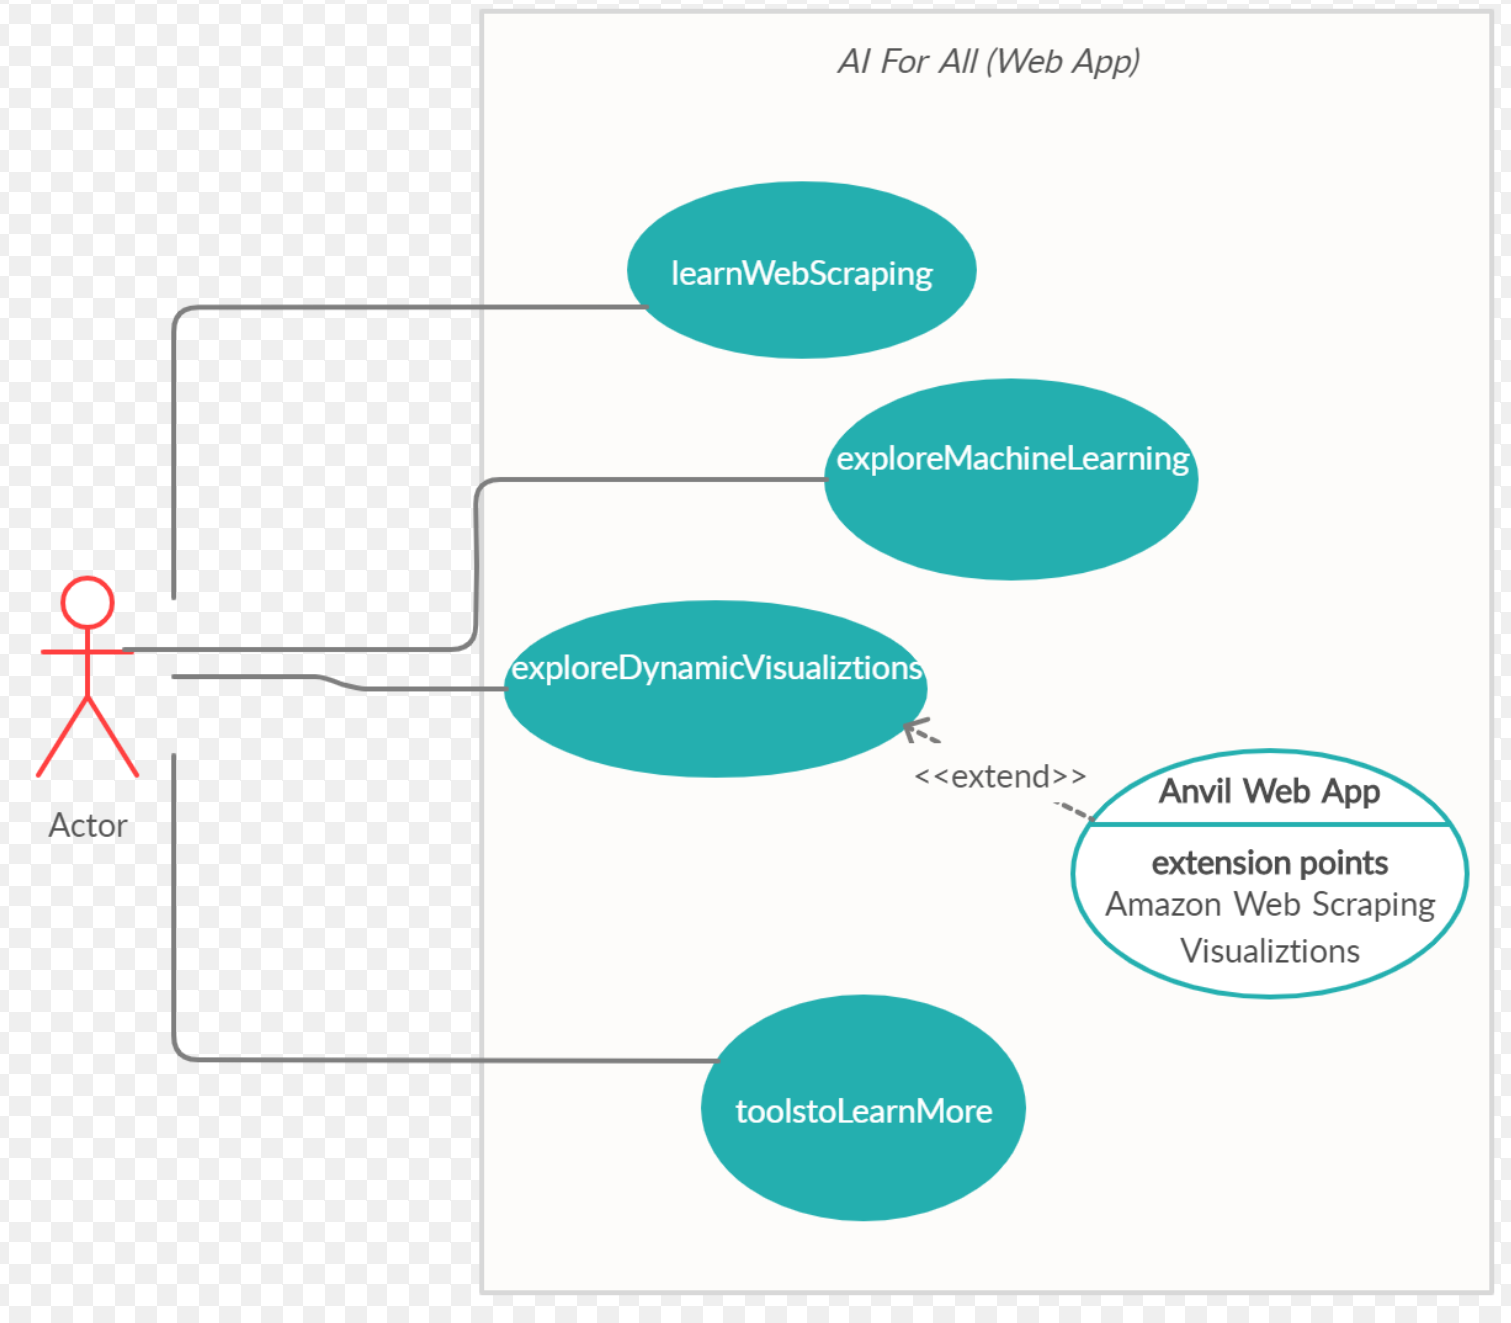 AI For All (Web App)
learnWebScraping
exploreMachineLearning
exploreDynamicVisualiztions
<<extend>>
Anvil Web App
extension points
Amazon Web Scraping
Visualiztions
Actor
toolstoLearnMore